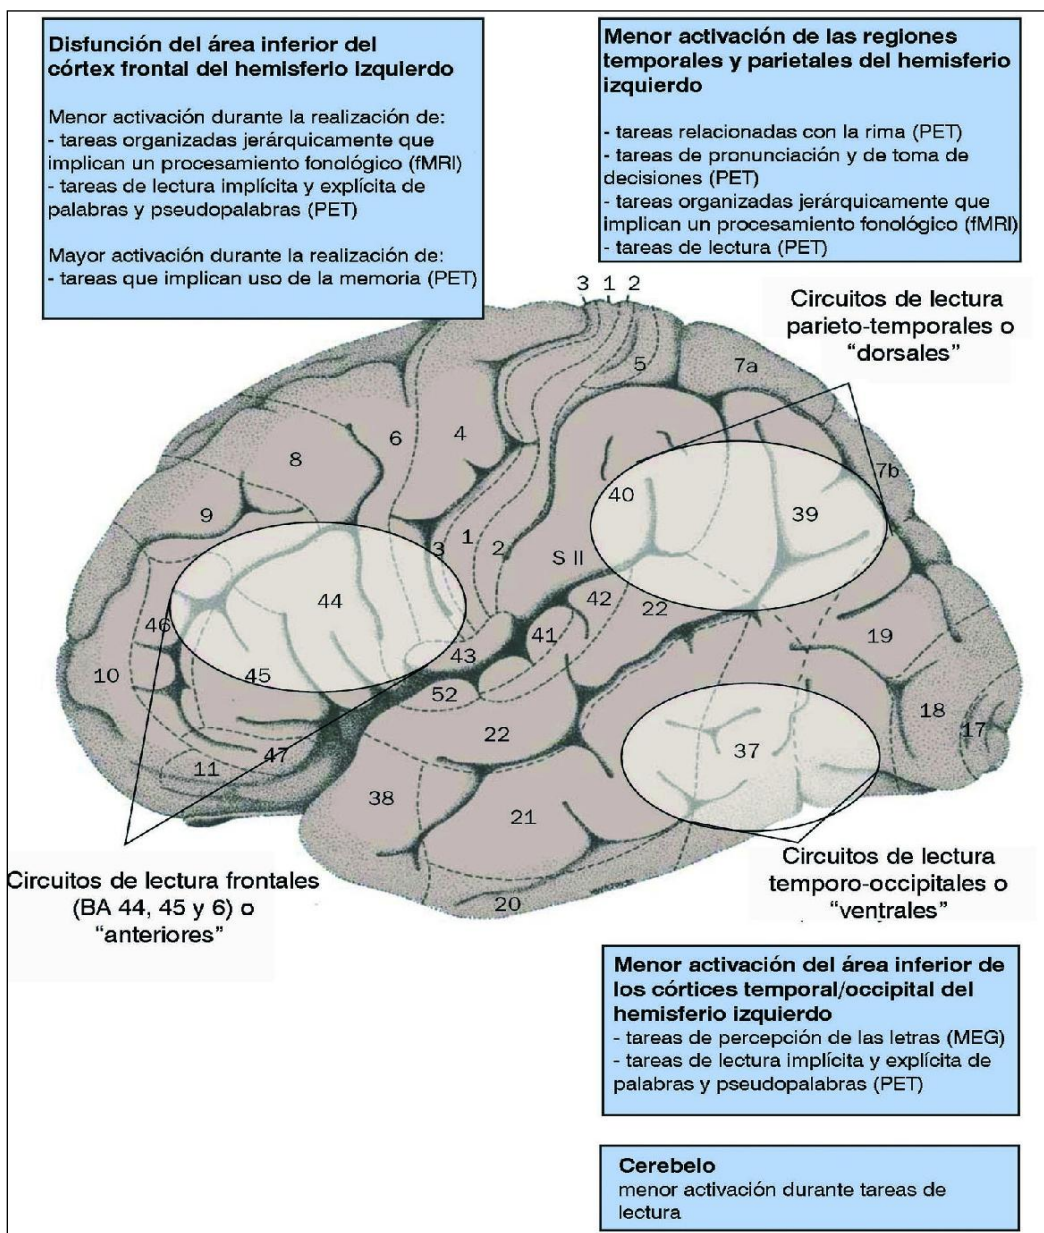 Disfunción del área inferior del
córtex frontal del hemisferio izquierdo
Menor activación durante la realización de:
- tareas organizadas jerárquicamente que
implican un procesamiento fonológico (fMRI)
- tareas de lectura implícita y explícita de
palabras y pseudopalabras (PET)
Mayor activación durante la realización de:
- tareas que implican uso de la memoria (PET)
Menor activación de las regiones
temporales y parietales del hemisferio
izquierdo
- tareas relacionadas con la rima (PET)
- tareas de pronunciación y de toma de
decisiones (PET)
- tareas organizadas jerárquicamente que
implican un procesamiento fonológico (fMRI)
- tareas de lectura (PET)
Circuitos de lectura
parieto-temporales o
“dorsales”
3 1 2
5
7a
6
4
8
7b
40
9
39
1
3
2
S II
44
42
22
46
41
19
43
10
45
52
18
17
22
37
47
11
38
21
20
Circuitos de lectura frontales
(BA 44, 45 y 6) o
“anteriores”
Circuitos de lectura
temporo-occipitales o
“ventrales”
Menor activación del área inferior de
los córtices temporal/occipital del
hemisferio izquierdo
- tareas de percepción de las letras (MEG)
- tareas de lectura implícita y explícita de
palabras y pseudopalabras (PET)
Cerebelo
menor activación durante tareas de
lectura